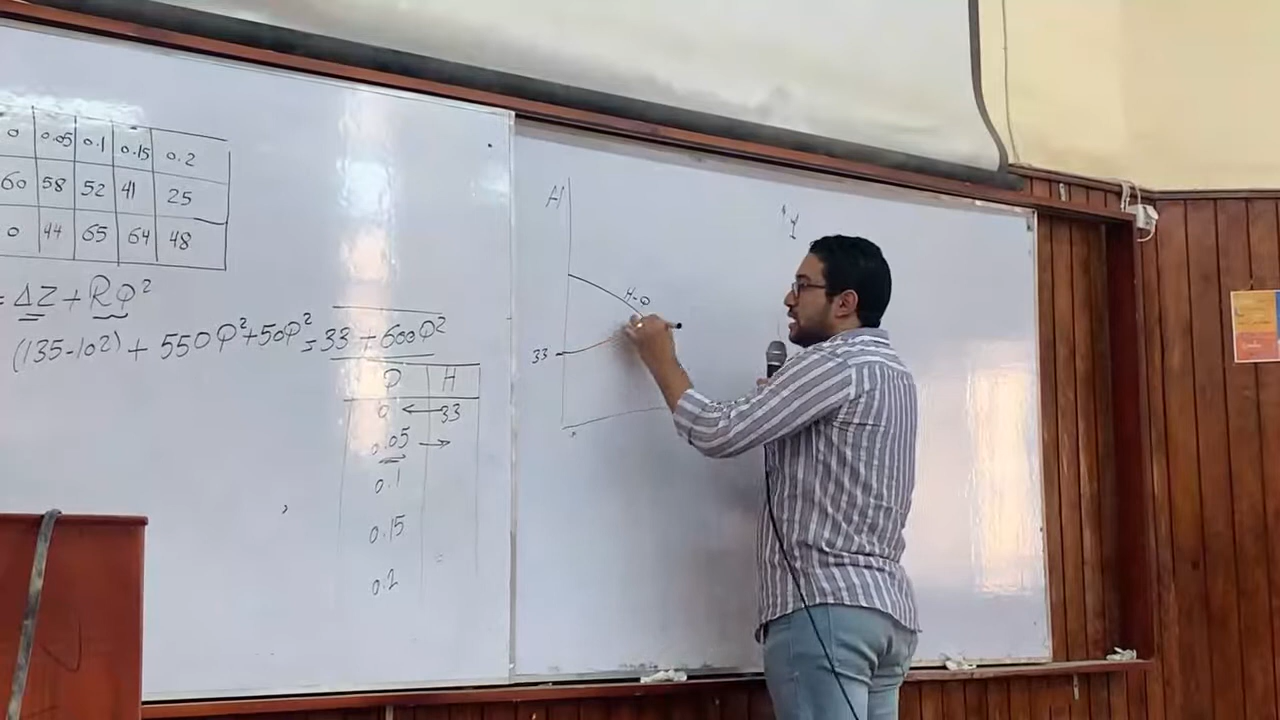 0 0.05 0.1 0.15 0.2
60 58 52 41 25
0 44 65 64 48
= ΔZ + RQ²
(135-102) + 550Q² + 50Q² = 33 + 600Q²
Q H
0 ← 33
0.05 →
0.1
0.15
0.2
H-Q
33